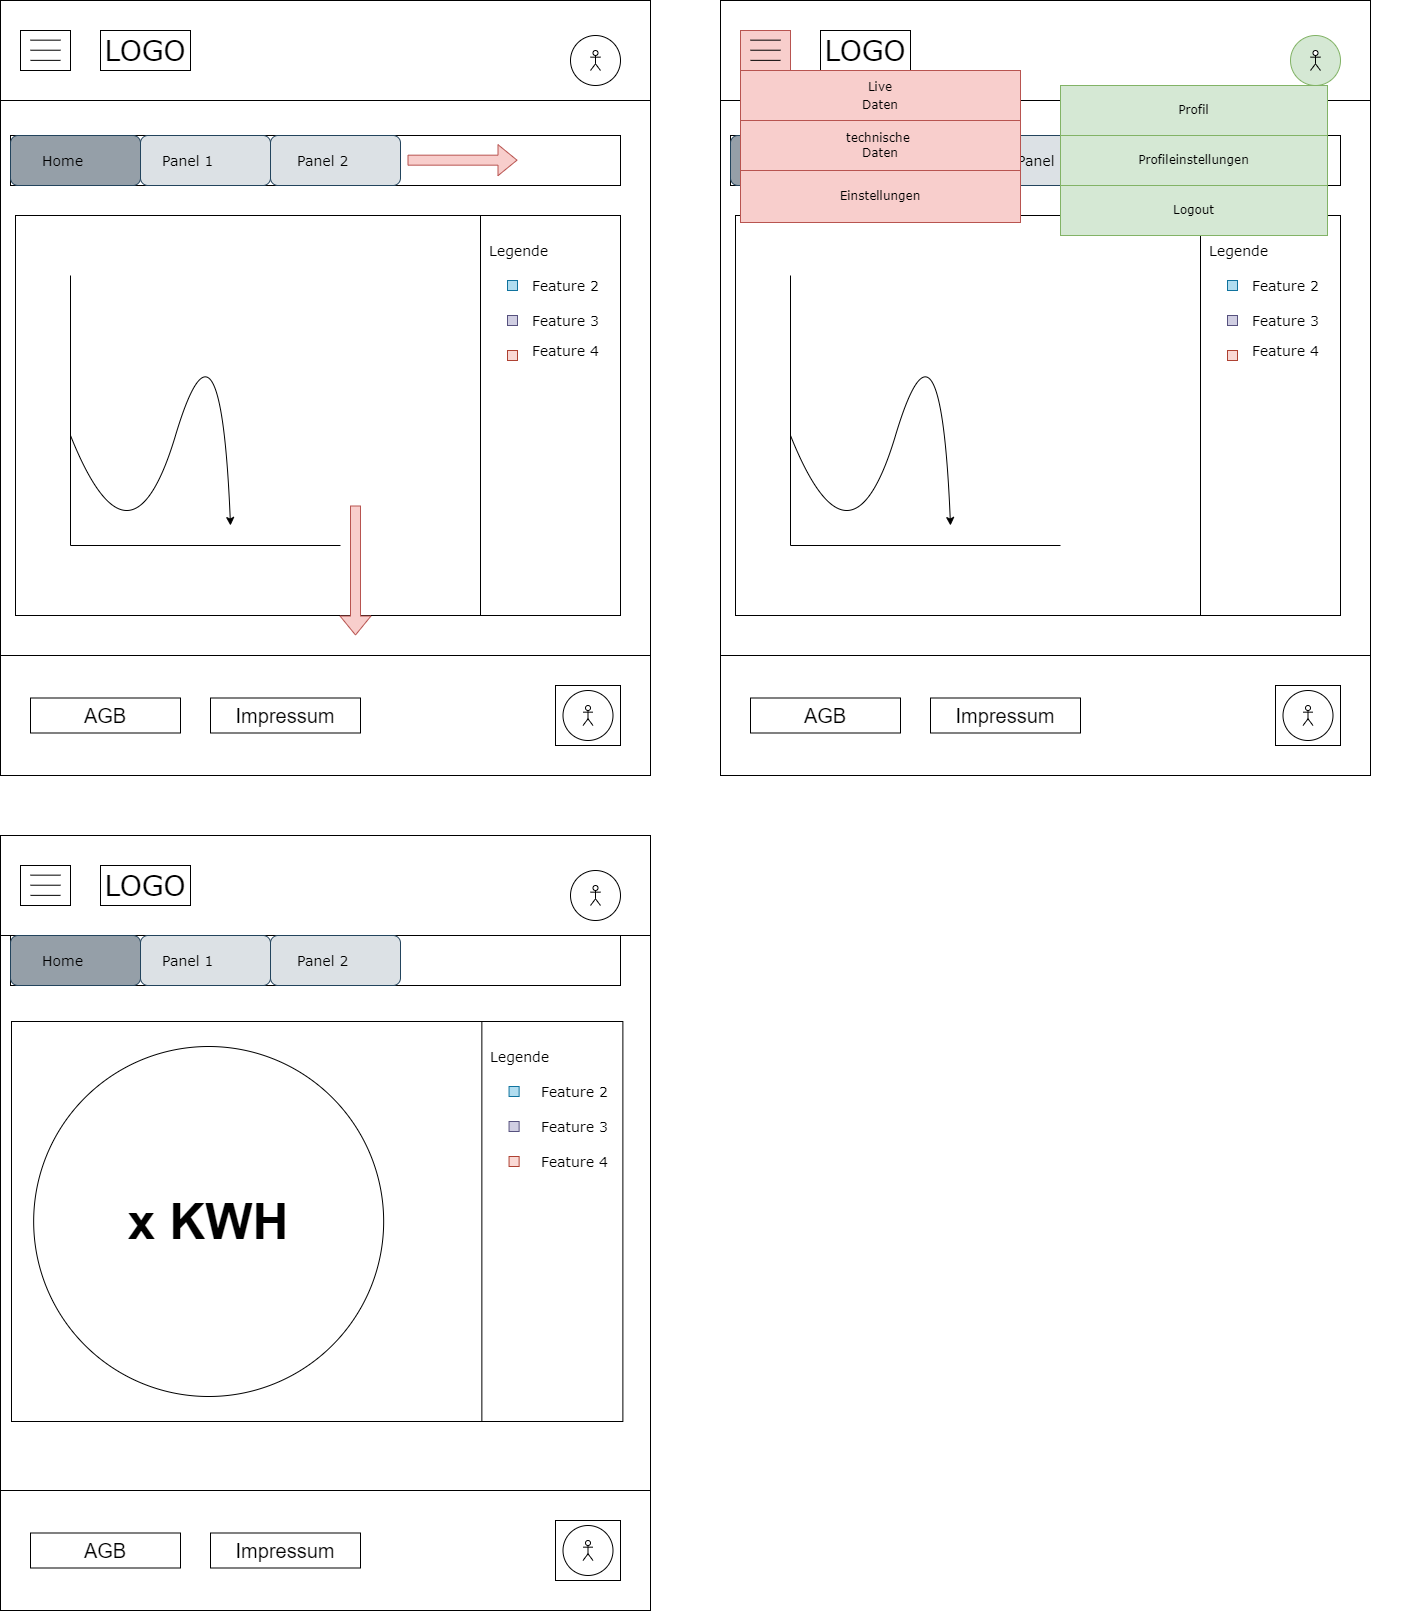 LOGO
Home
Panel 1
Panel 2
Legende
Feature 2
Feature 3
Feature 4
AGB
Impressum
LOGO
Live
Daten
technische
Daten
Einstellungen
Profil
Profileinstellungen
Logout
Panel
Legende
Feature 2
Feature 3
Feature 4
AGB
Impressum
LOGO
Home
Panel 1
Panel 2
x KWH
Legende
Feature 2
Feature 3
Feature 4
AGB
Impressum